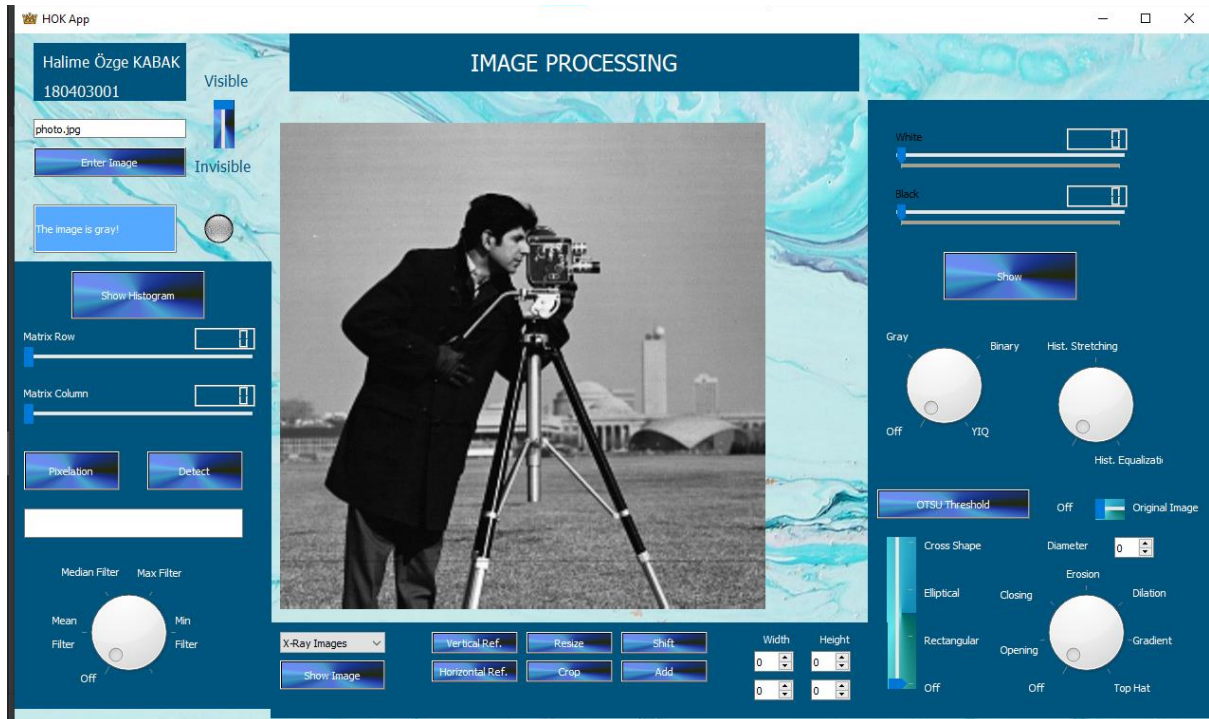 HOK App
Halime Özge KABAK
180403001
Visible
Invisible
IMAGE PROCESSING
photo.jpg
Enter Image
The image is gray!
Show Histogram
Matrix Row
0
Matrix Column
0
Pixelation
Detect
Median Filter
Max Filter
Mean
Filter
Min
Filter
Off
X-Ray Images
Show Image
Vertical Ref.
Resize
Shift
Horizontal Ref.
Crop
Add
Width
Height
0
0
0
0
White
0
Black
0
Show
Gray
Binary
Off
YIQ
Hist. Stretching
Hist. Equalizati
OTSU Threshold
Off
Original Image
Cross Shape
Elliptical
Rectangular
Off
Diameter
0
Erosion
Closing
Dilation
Opening
Gradient
Off
Top Hat